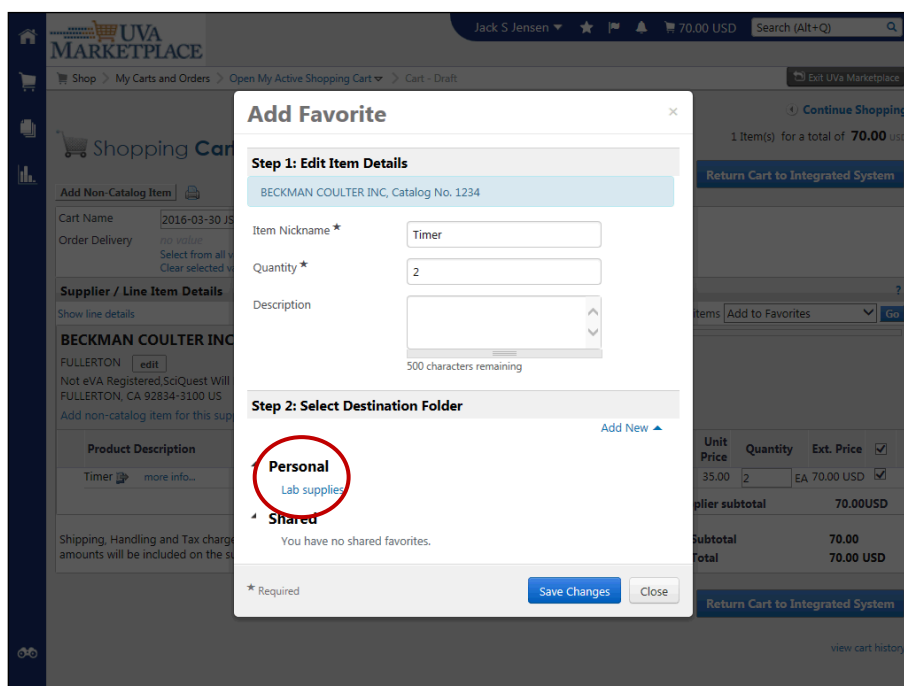 UVA
MARKETPLACE
Jack S Jensen
70.00 USD
Search (Alt+Q)
Shop > My Carts and Orders > Open My Active Shopping Cart > Cart - Draft
Exit UVa Marketplace
Continue Shopping
Shopping Car
1 Item(s) for a total of 70.00 USD
Return Cart to Integrated System
Add Non-Catalog Item
Cart Name
2016-03-30 JS
Order Delivery
no value
Select from all v
Clear selected v
Supplier / Line Item Details
?
Show line details
items
Add to Favorites
Go
BECKMAN COULTER INC
FULLERTON
edit
Not eVA Registered,SciQuest Will
FULLERTON, CA 92834-3100 US
Add non-catalog item for this sup
Product Description
Unit Price
Quantity
Ext. Price
Timer
more info...
35.00
2
EA
70.00 USD
plier subtotal
70.00USD
Shipping, Handling and Tax charge
amounts will be included on the su
Subtotal
70.00
Total
70.00 USD
Return Cart to Integrated System
view cart history
Add Favorite
×
Step 1: Edit Item Details
BECKMAN COULTER INC, Catalog No. 1234
Item Nickname ★
Timer
Quantity ★
2
Description
500 characters remaining
Step 2: Select Destination Folder
Add New
Personal
Lab supplies
Shared
You have no shared favorites.
★ Required
Save Changes
Close